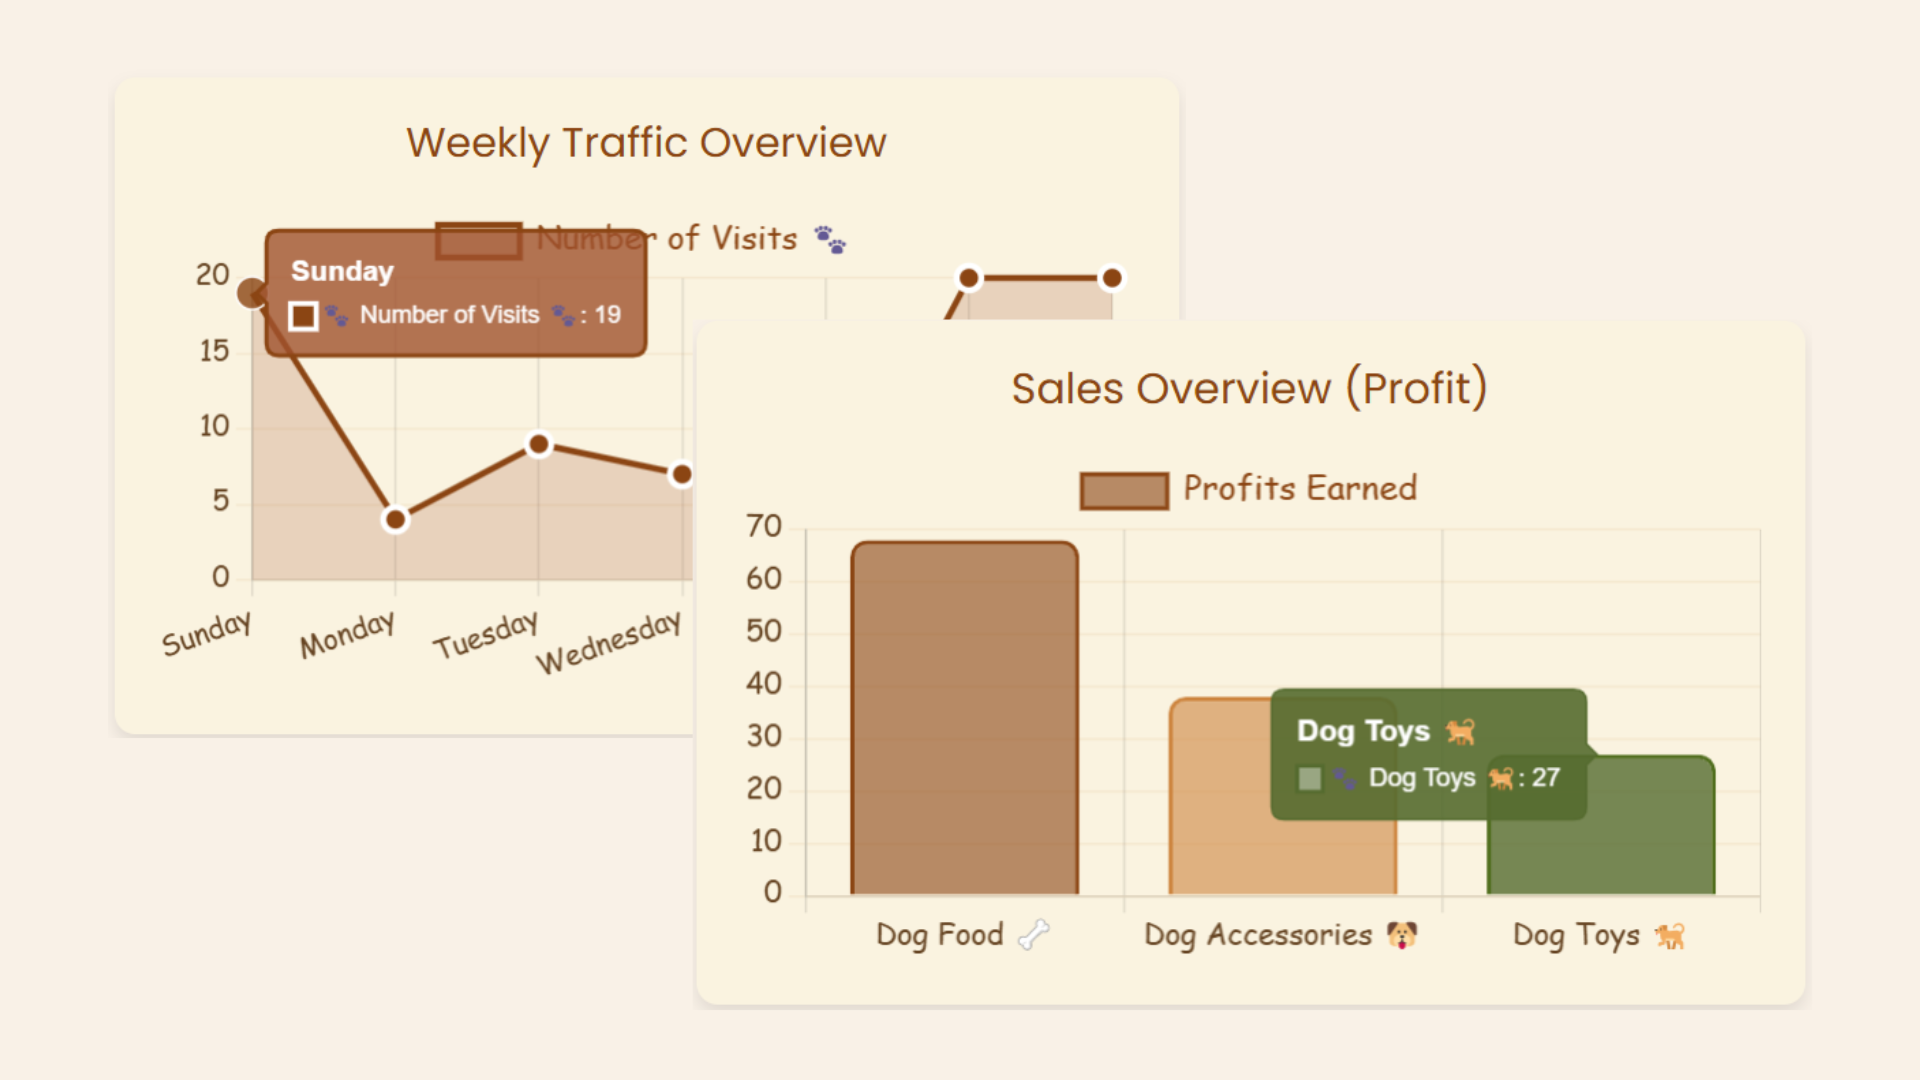 Weekly Traffic Overview
Number of Visits 🐾
Sunday
🐾 Number of Visits 🐾: 19
20
15
10
5
0
Sunday
Monday
Tuesday
Wednesday
Sales Overview (Profit)
Profits Earned
70
60
50
40
30
20
10
0
Dog Toys 🐕
🐾 Dog Toys 🐕: 27
Dog Food 🦴
Dog Accessories 🐶
Dog Toys 🐕